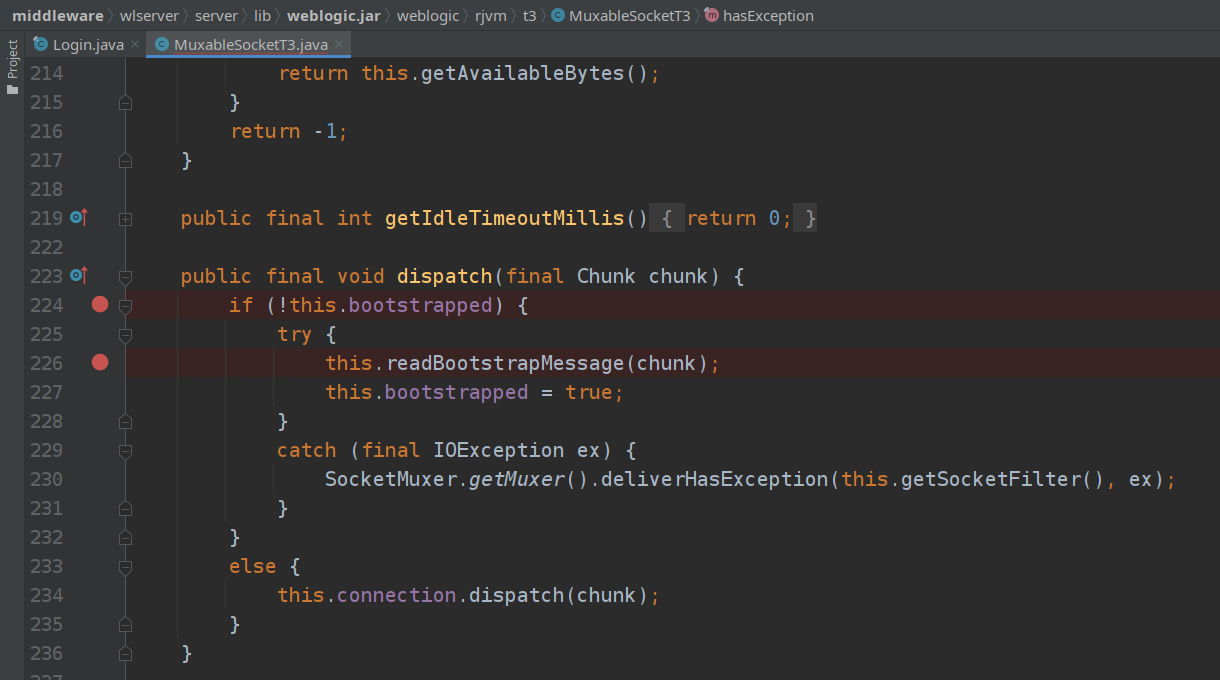 middleware wlserver server lib weblogic.jar weblogic rjvm t3 C MuxableSocketT3 m hasException
Project
C Login.java × C MuxableSocketT3.java ×
214 return this.getAvailableBytes();
215 }
216 return -1;
217 }
218
219 public final int getIdleTimeoutMillis() { return 0; }
222
223 public final void dispatch(final Chunk chunk) {
224 if (!this.bootstrapped) {
225 try {
226 this.readBootstrapMessage(chunk);
227 this.bootstrapped = true;
228 }
229 catch (final IOException ex) {
230 SocketMuxer.getMuxer().deliverHasException(this.getSocketFilter(), ex);
231 }
232 }
233 else {
234 this.connection.dispatch(chunk);
235 }
236 }
237